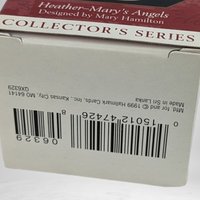 Heather–Mary's Angels
Designed by Mary Hamilton
COLLECTOR'S SERIES
Mfg. for and © 1999 Hallmark Cards, Inc., Kansas City, MO 64141
Made in Sri Lanka
QX6329
0 15012 47426 8
06329